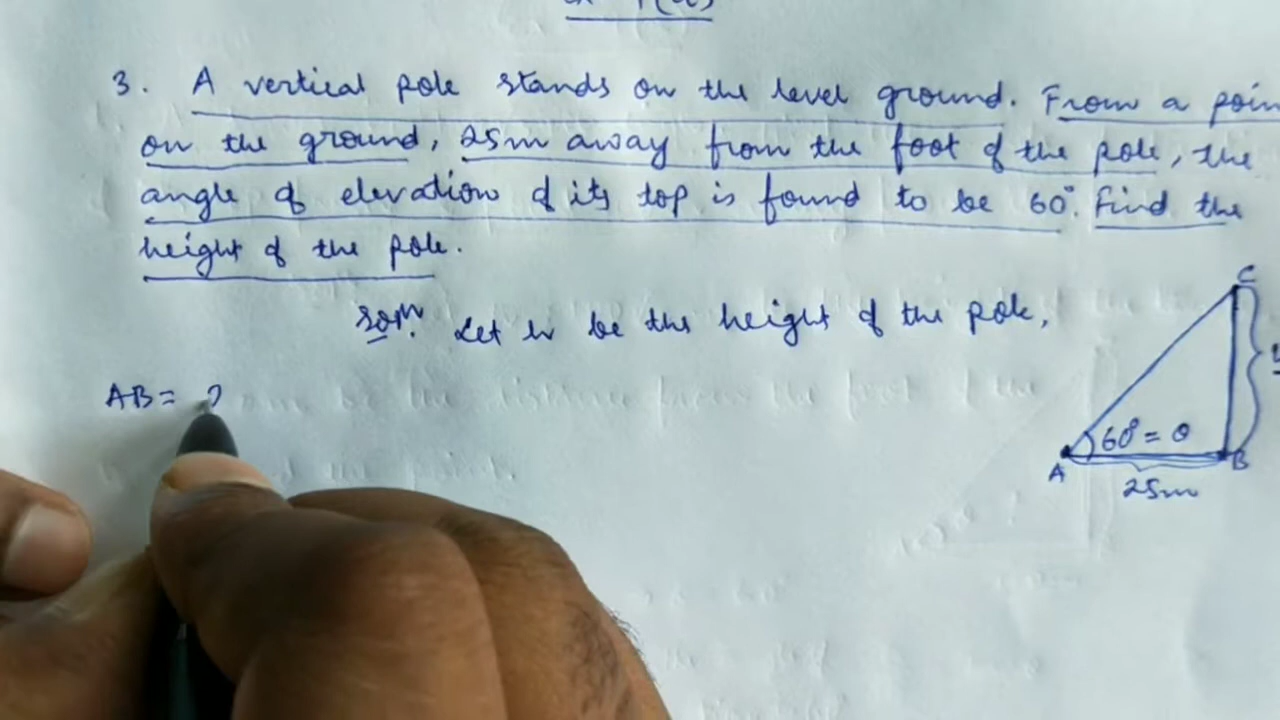 3. A vertical pole stands on the level ground. From a poin
on the ground, 25m away from the foot of the pole, the
angle of elevation of its top is found to be 60°. Find the
height of the pole.
Soln. Let h be the height of the pole,
AB =
C
60° = θ
A
B
25m